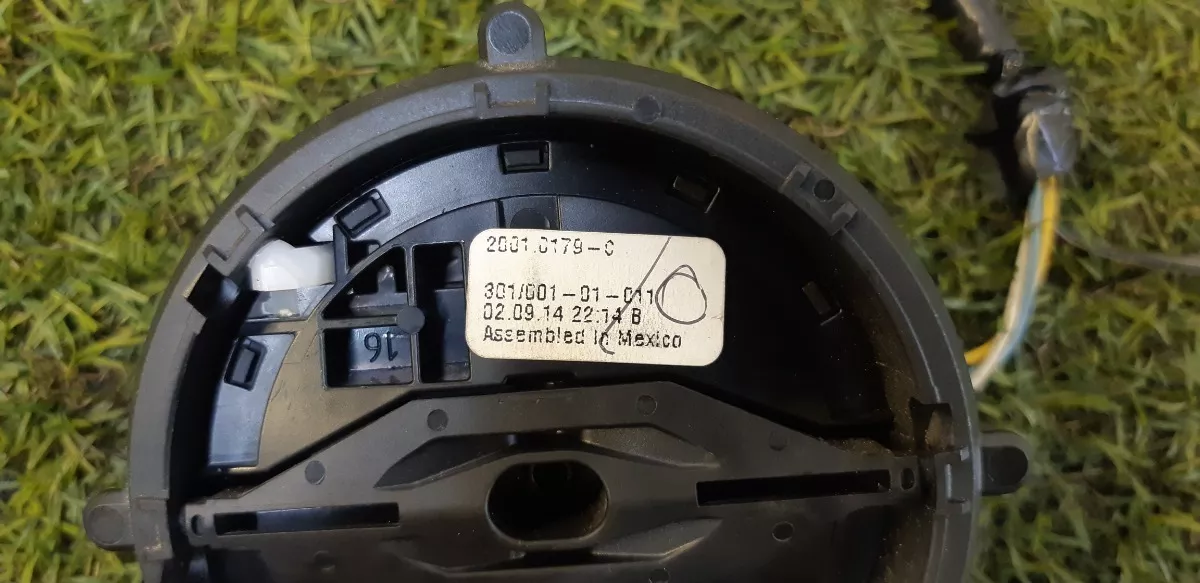 2001.0179-C
301/001-01-011
02.09.14 22:14 B
Assembled in Mexico
16